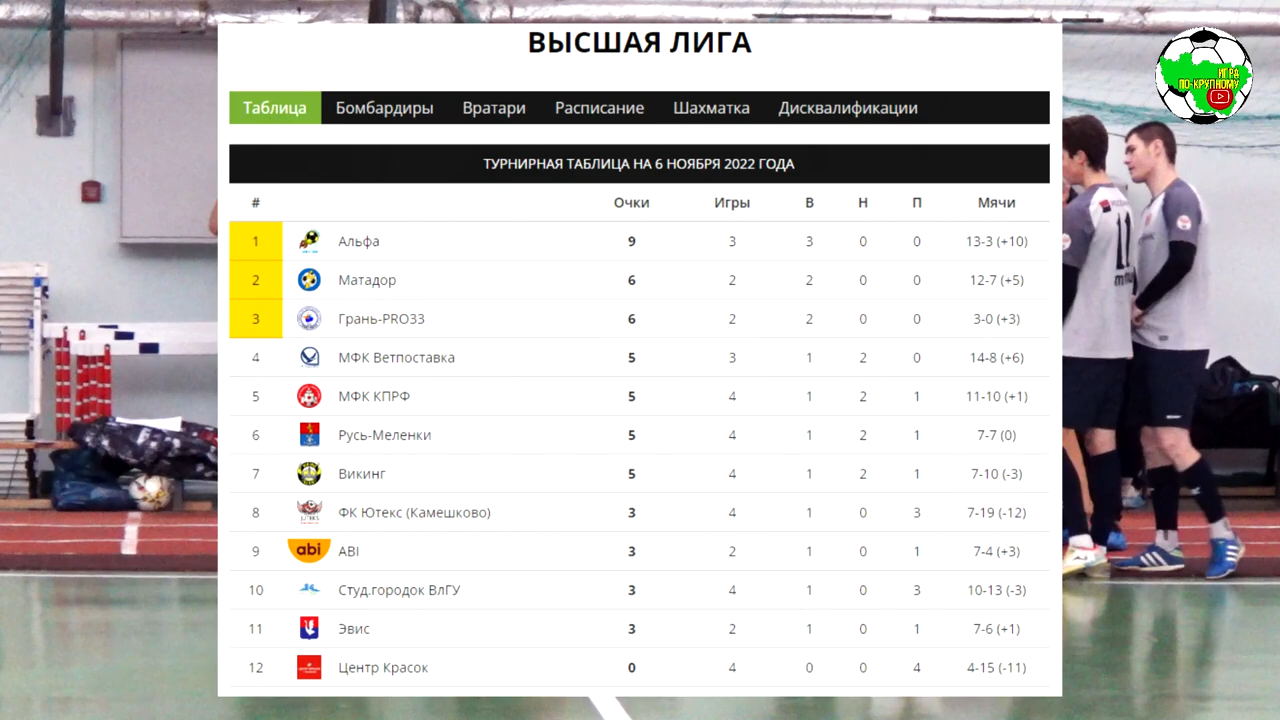 ВЫСШАЯ ЛИГА
ИГРА
ПО-КРУПНОМУ
Таблица Бомбардиры Вратари Расписание Шахматка Дисквалификации
ТУРНИРНАЯ ТАБЛИЦА НА 6 НОЯБРЯ 2022 ГОДА
# Очки Игры В Н П Мячи
1 Альфа 9 3 3 0 0 13-3 (+10)
2 Матадор 6 2 2 0 0 12-7 (+5)
3 Грань-PRO33 6 2 2 0 0 3-0 (+3)
4 МФК Ветпоставка 5 3 1 2 0 14-8 (+6)
5 МФК КПРФ 5 4 1 2 1 11-10 (+1)
6 Русь-Меленки 5 4 1 2 1 7-7 (0)
7 Викинг 5 4 1 2 1 7-10 (-3)
8 ФК Ютекс (Камешково) 3 4 1 0 3 7-19 (-12)
9 abi ABI 3 2 1 0 1 7-4 (+3)
10 Студ.городок ВлГУ 3 4 1 0 3 10-13 (-3)
11 Эвис 3 2 1 0 1 7-6 (+1)
12 Центр Красок 0 4 0 0 4 4-15 (-11)
11